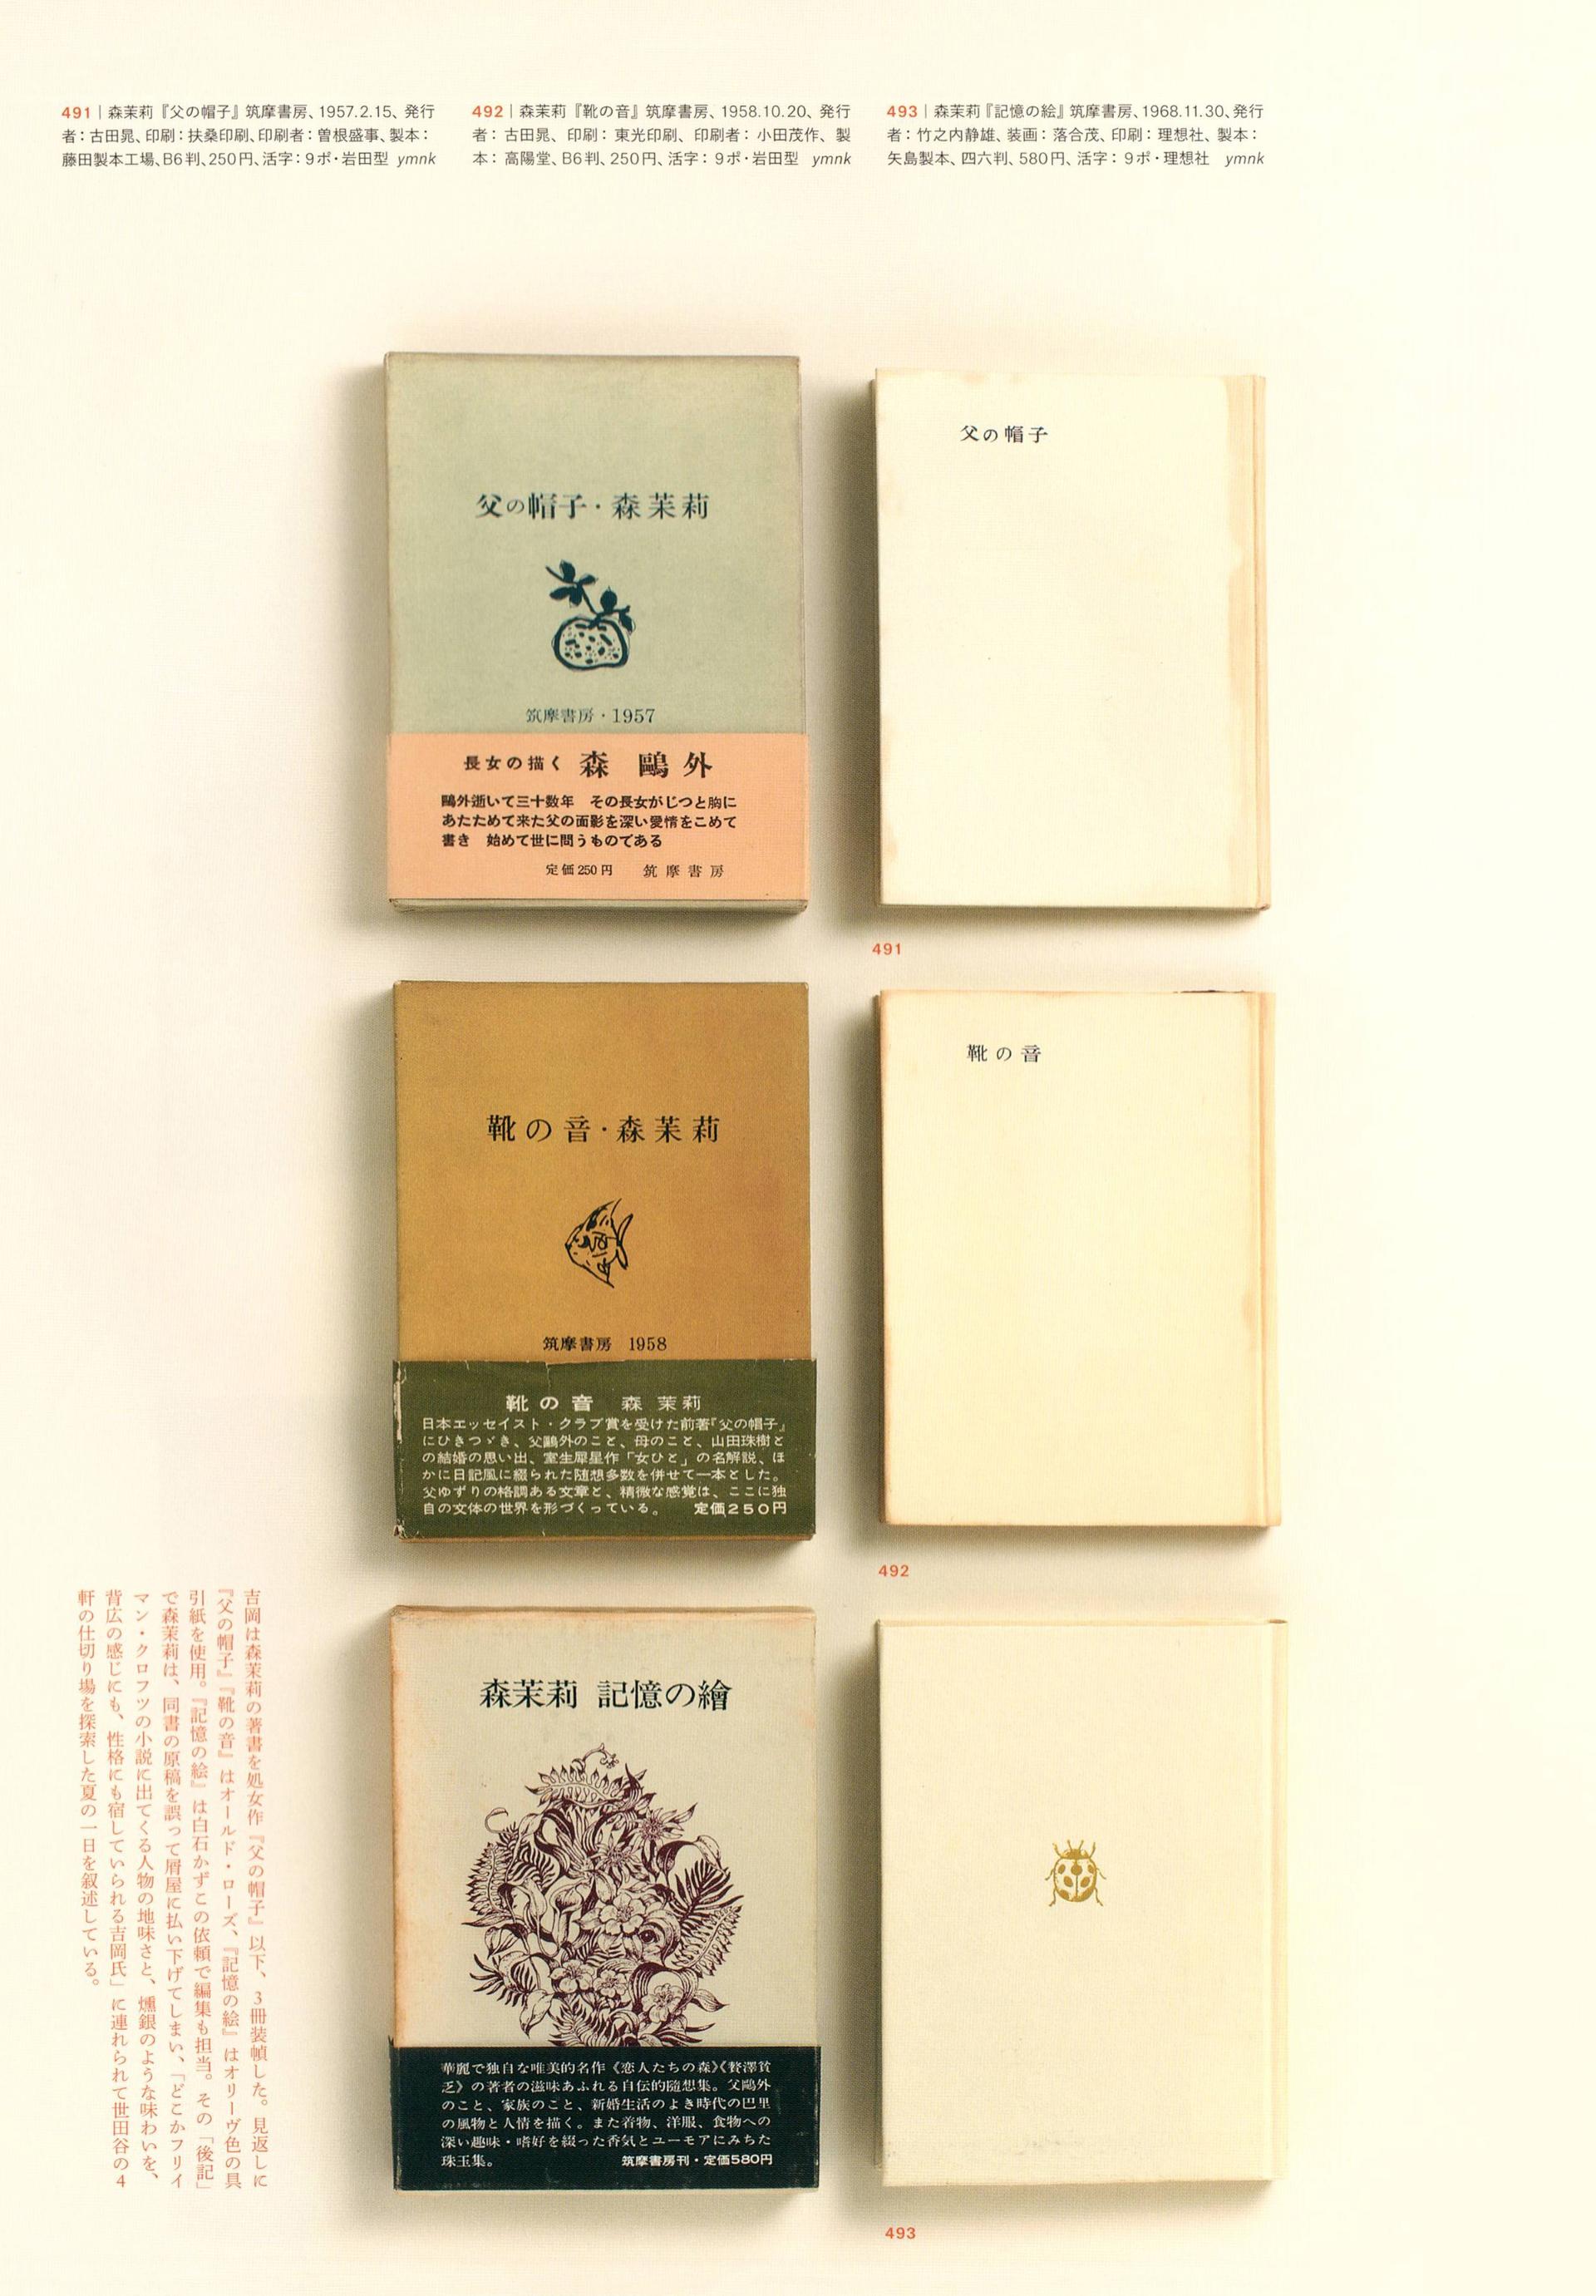 491｜森茉莉『父の帽子』筑摩書房、1957.2.15、発行
者：古田晁、印刷：扶桑印刷、印刷者：曽根盛事、製本：
藤田製本工場、B6判、250円、活字：9ポ・岩田型 ymnk
492｜森茉莉『靴の音』筑摩書房、1958.10.20、発行
者：古田晁、印刷：東光印刷、印刷者：小田茂作、製
本：高陽堂、B6判、250円、活字：9ポ・岩田型 ymnk
493｜森茉莉『記憶の絵』筑摩書房、1968.11.30、発行
者：竹之内静雄、装画：落合茂、印刷：理想社、製本：
矢島製本、四六判、580円、活字：9ポ・理想社 ymnk
父の帽子・森茉莉
筑摩書房・1957
長女の描く 森鷗外
鷗外逝いて三十数年 その長女がじつと胸に
あたためて来た父の面影を深い愛情をこめて
書き 始めて世に問うものである
定価250円 筑摩書房
父の帽子
491
靴の音・森茉莉
筑摩書房 1958
靴の音 森茉莉
日本エッセイスト・クラブ賞を受けた前著『父の帽子』
にひきつゞき、父鷗外のこと、母のこと、山田珠樹と
の結婚の思い出、室生犀星作「女ひと」の名解説、ほ
かに日記風に綴られた随想多数を併せて一本とした。
父ゆずりの格調ある文章と、精微な感覚は、ここに独
自の文体の世界を形づくっている。 定価250円
靴の音
492
森茉莉 記憶の繪
華麗で独自な唯美的名作《恋人たちの森》《贅澤貧
乏》の著者の滋味あふれる自伝的随想集。父鷗外
のこと、家族のこと、新婚生活のよき時代の巴里
の風物と人情を描く。また着物、洋服、食物への
深い趣味・嗜好を綴った香気とユーモアにみちた
珠玉集。 筑摩書房刊・定価580円
493
吉岡は森茉莉の著書を処女作『父の帽子』以下、3冊装幀した。見返しに
『父の帽子』『靴の音』はオールド・ローズ、『記憶の絵』はオリーヴ色の具
引紙を使用。『記憶の絵』は白石かずこの依頼で編集も担当。その「後記」
で森茉莉は、同書の原稿を誤って屑屋に払い下げてしまい、「どこかフリイ
マン・クロフツの小説に出てくる人物の地味さと、燻銀のような味わいを、
背広の感じにも、性格にも宿していられる吉岡氏」に連れられて世田谷の4
軒の仕切り場を探索した夏の一日を叙述している。